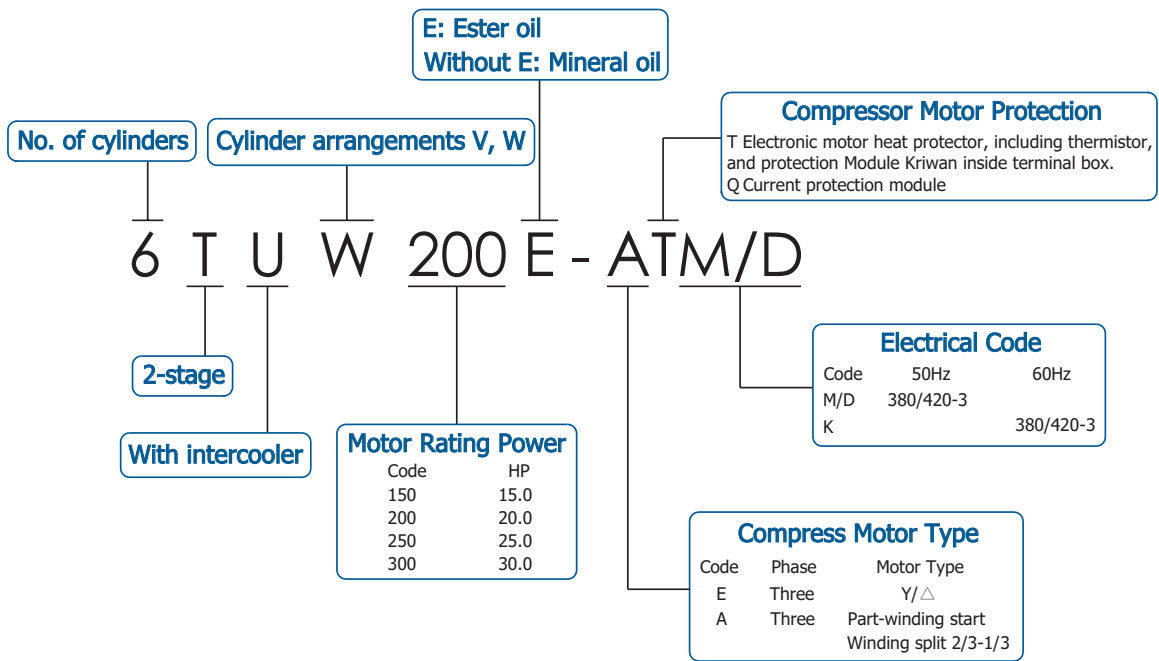 E: Ester oil
Without E: Mineral oil
No. of cylinders
Cylinder arrangements V, W
Compressor Motor Protection
T Electronic motor heat protector, including thermistor,
and protection Module Kriwan inside terminal box.
Q Current protection module
6 T U W 200 E - ATM/D
2-stage
With intercooler
Motor Rating Power
Code HP
150 15.0
200 20.0
250 25.0
300 30.0
Electrical Code
Code 50Hz 60Hz
M/D 380/420-3
K 380/420-3
Compress Motor Type
Code Phase Motor Type
E Three Y/△
A Three Part-winding start
Winding split 2/3-1/3